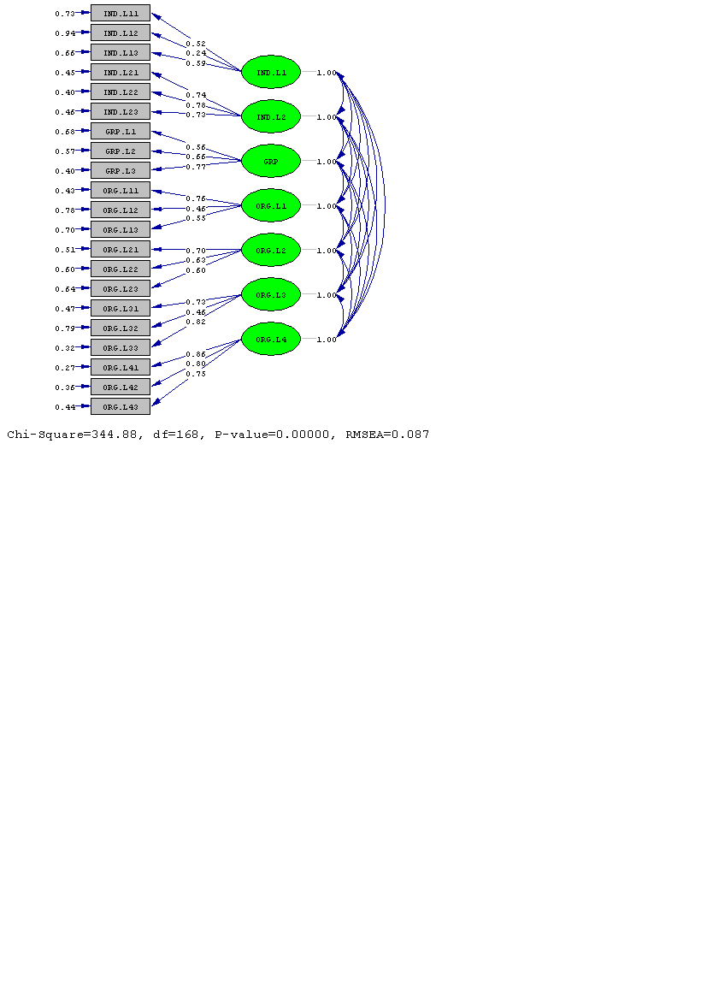 0.73 IND.L11
0.94 IND.L12
0.66 IND.L13
0.45 IND.L21
0.40 IND.L22
0.46 IND.L23
0.68 GRP.L1
0.57 GRP.L2
0.40 GRP.L3
0.43 ORG.L11
0.78 ORG.L12
0.70 ORG.L13
0.51 ORG.L21
0.60 ORG.L22
0.64 ORG.L23
0.47 ORG.L31
0.79 ORG.L32
0.32 ORG.L33
0.27 ORG.L41
0.36 ORG.L42
0.44 ORG.L43
0.52
0.24
0.59
0.74
0.78
0.73
0.56
0.66
0.77
0.76
0.46
0.55
0.70
0.63
0.60
0.73
0.46
0.82
0.86
0.80
0.75
IND.L1 1.00
IND.L2 1.00
GRP 1.00
ORG.L1 1.00
ORG.L2 1.00
ORG.L3 1.00
ORG.L4 1.00
Chi-Square=344.88, df=168, P-value=0.00000, RMSEA=0.087